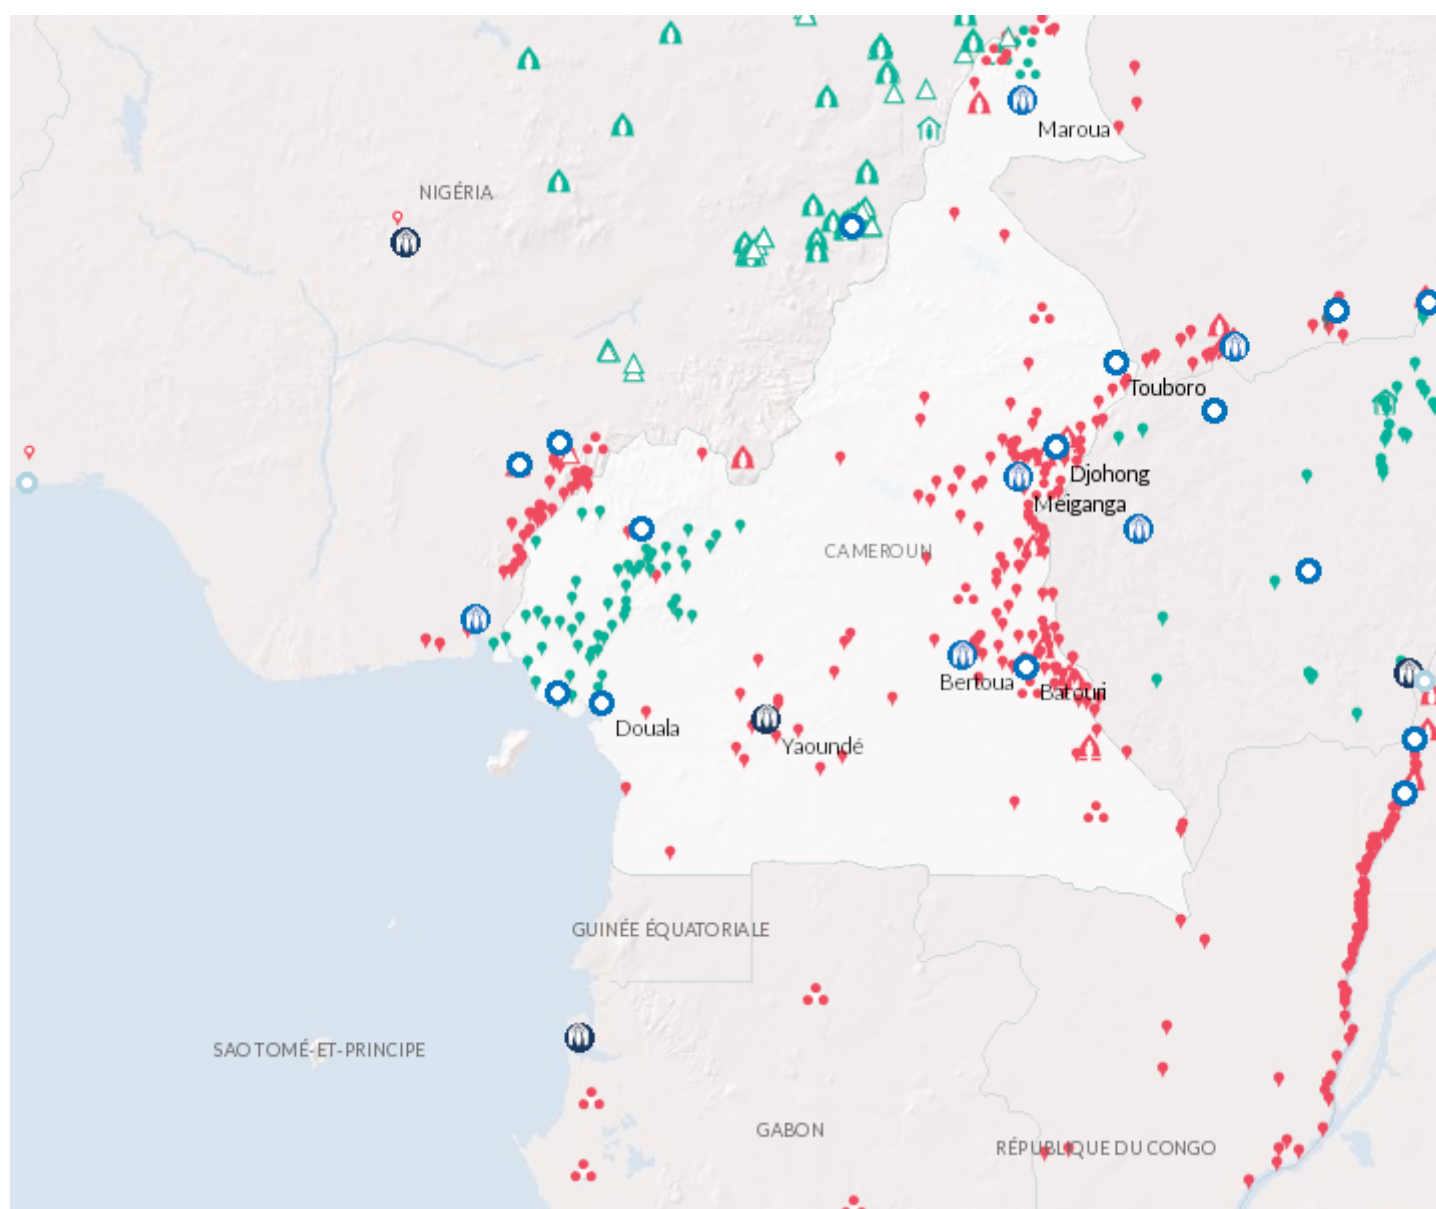 Maroua
NIGÉRIA
Touboro
Djohong
Meiganga
CAMEROUN
Bertoua
Batouri
Douala
Yaoundé
GUINÉE ÉQUATORIALE
SAO TOMÉ-ET-PRINCIPE
GABON
RÉPUBLIQUE DU CONGO